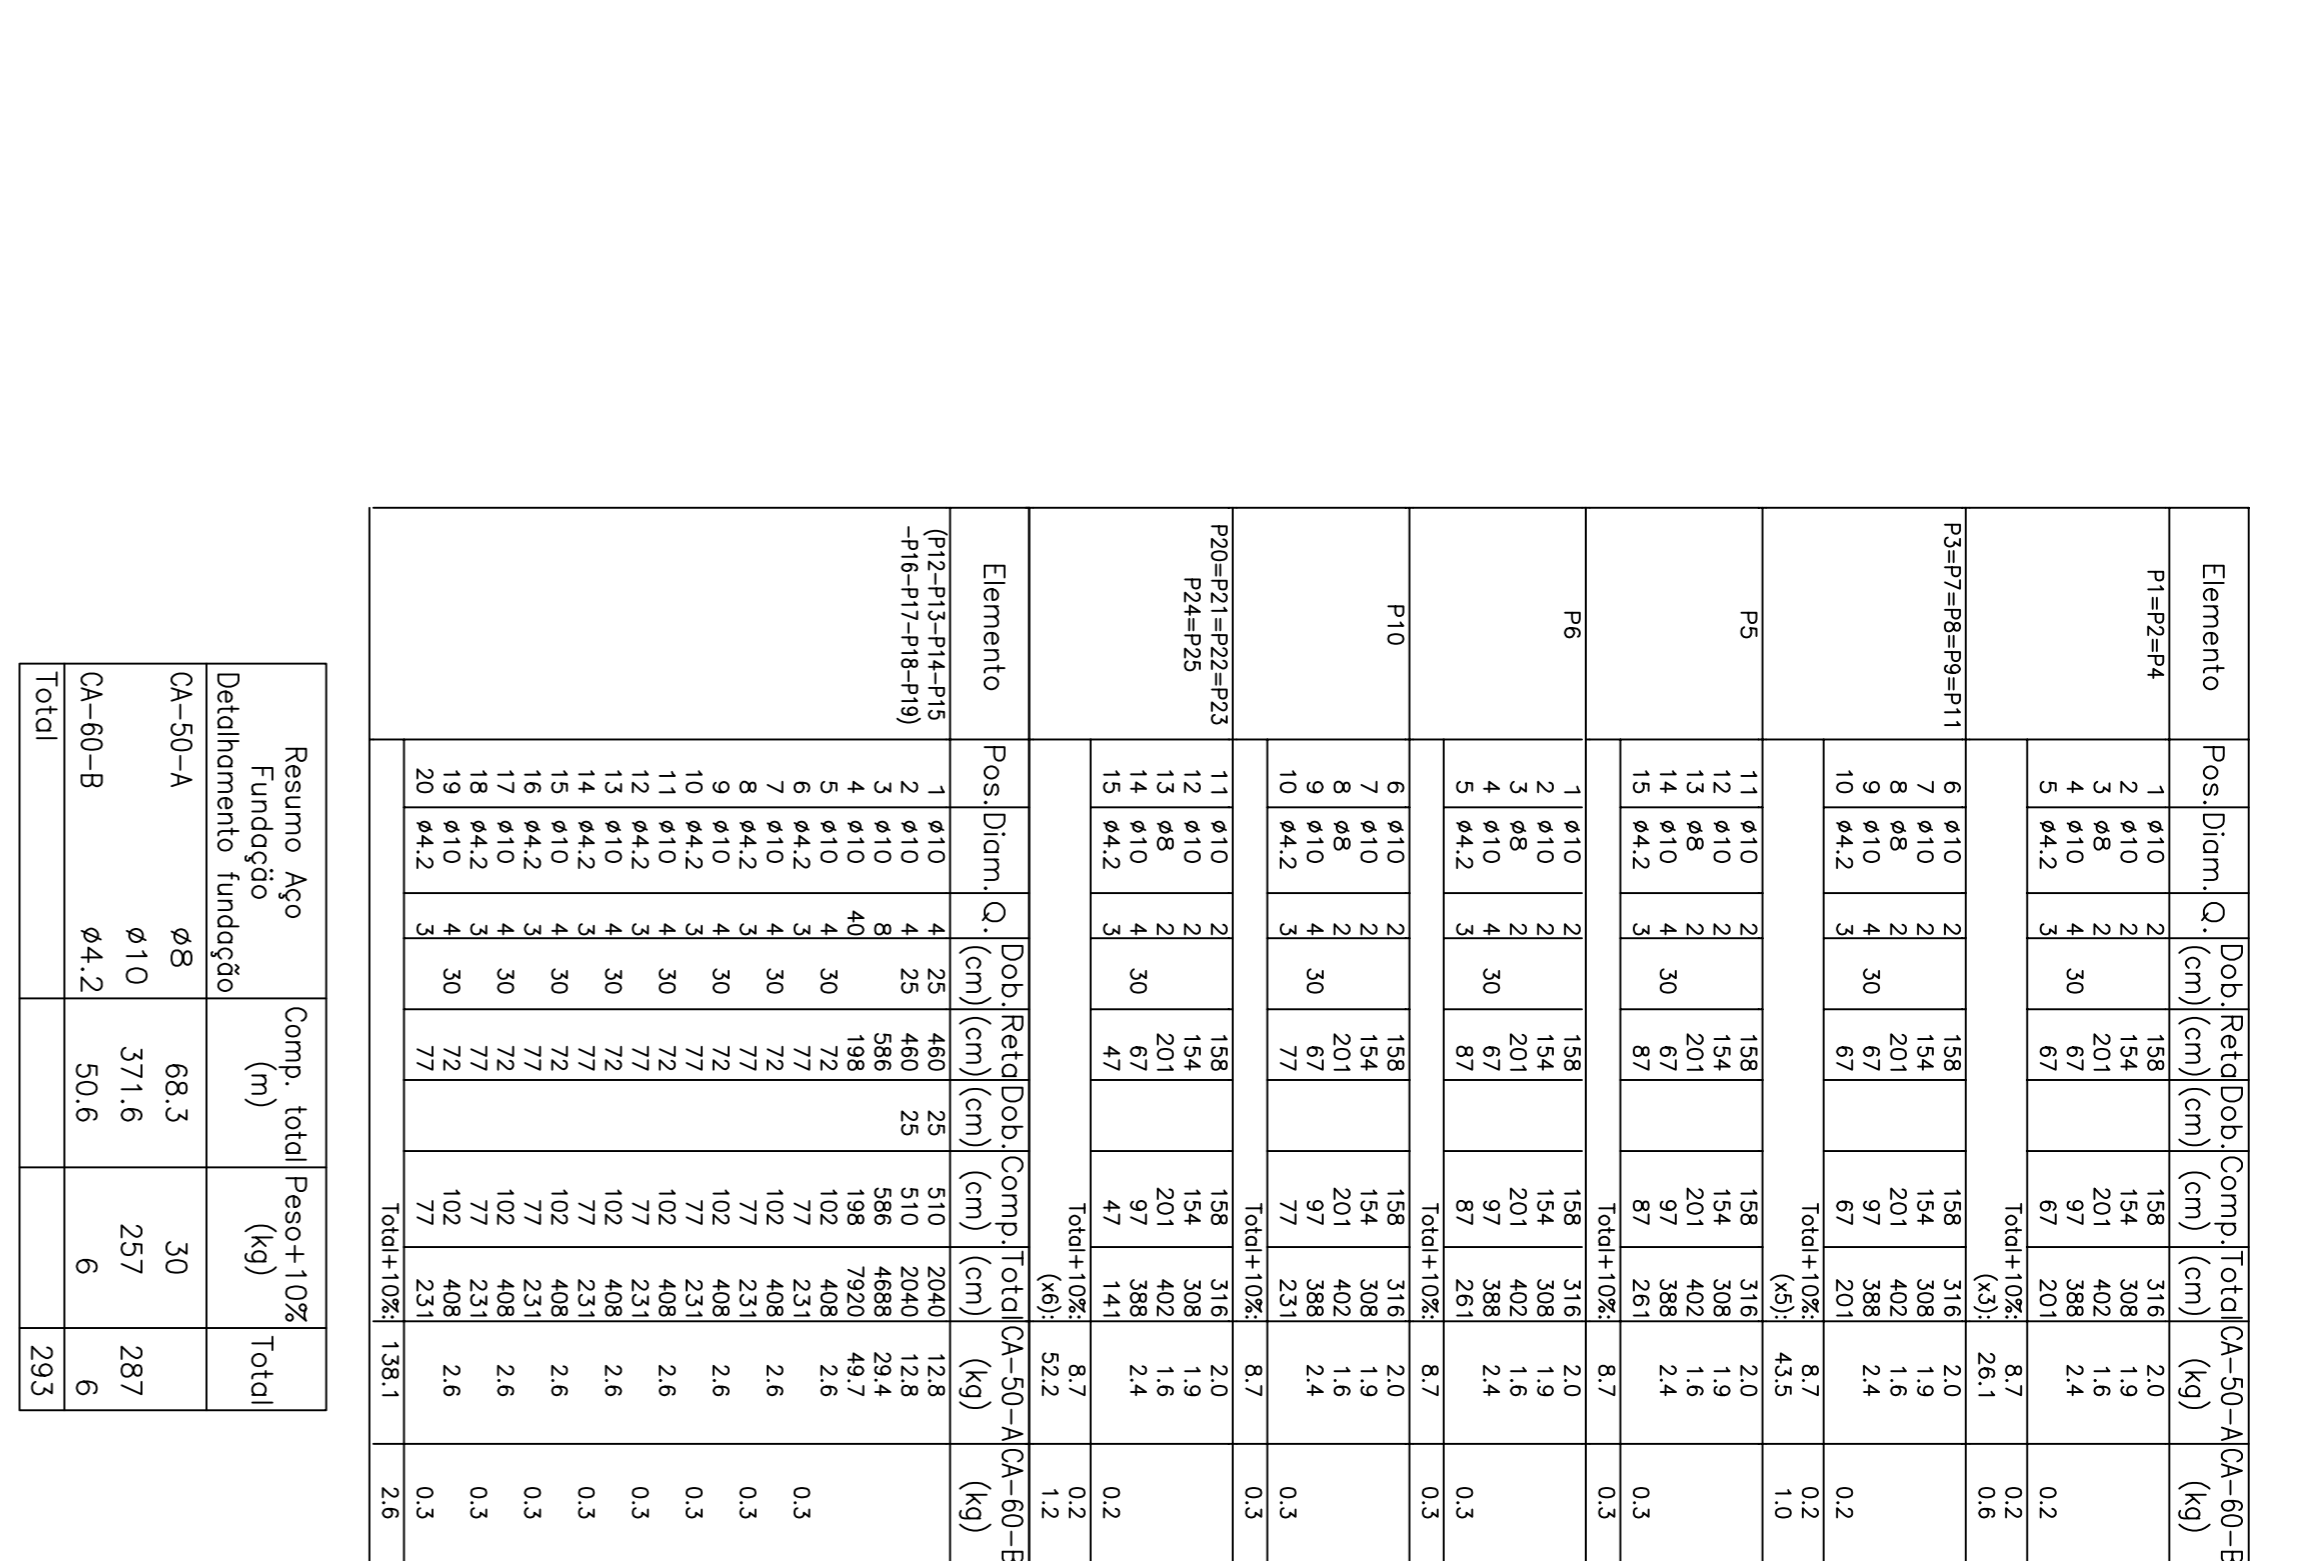 Elemento Pos. Diam. Q. Dob. (cm) Reta (cm) Dob. (cm) Comp. (cm) Total (cm) CA-50-A (kg) CA-60-B (kg)
P1=P2=P4 1 ø10 2 158 158 316 2.0
2 ø10 2 154 154 308 1.9
3 ø8 2 201 201 402 1.6
4 ø10 4 30 67 97 388 2.4
5 ø4.2 3 67 67 201 0.2
Total+10%: 8.7 0.2
(x3): 26.1 0.6
P3=P7=P8=P9=P11 6 ø10 2 158 158 316 2.0
7 ø10 2 154 154 308 1.9
8 ø8 2 201 201 402 1.6
9 ø10 4 30 67 97 388 2.4
10 ø4.2 3 67 67 201 0.2
Total+10%: 8.7 0.2
(x5): 43.5 1.0
P5 11 ø10 2 158 158 316 2.0
12 ø10 2 154 154 308 1.9
13 ø8 2 201 201 402 1.6
14 ø10 4 30 67 97 388 2.4
15 ø4.2 3 87 87 261 0.3
Total+10%: 8.7 0.3
P6 1 ø10 2 158 158 316 2.0
2 ø10 2 154 154 308 1.9
3 ø8 2 201 201 402 1.6
4 ø10 4 30 67 97 388 2.4
5 ø4.2 3 87 87 261 0.3
Total+10%: 8.7 0.3
P10 6 ø10 2 158 158 316 2.0
7 ø10 2 154 154 308 1.9
8 ø8 2 201 201 402 1.6
9 ø10 4 30 67 97 388 2.4
10 ø4.2 3 77 77 231 0.3
Total+10%: 8.7 0.3
P20=P21=P22=P23 11 ø10 2 158 158 316 2.0
P24=P25 12 ø10 2 154 154 308 1.9
13 ø8 2 201 201 402 1.6
14 ø10 4 30 67 97 388 2.4
15 ø4.2 3 47 47 141 0.2
Total+10%: 8.7 0.2
(x6): 52.2 1.2
Elemento Pos. Diam. Q. Dob. (cm) Reta (cm) Dob. (cm) Comp. (cm) Total (cm) CA-50-A (kg) CA-60-B (kg)
(P12-P13-P14-P15 1 ø10 4 25 460 25 510 2040 12.8
-P16-P17-P18-P19) 2 ø10 4 25 460 25 510 2040 12.8
3 ø10 8 586 586 4688 29.4
4 ø10 40 198 198 7920 49.7
5 ø10 4 30 72 102 408 2.6
6 ø4.2 3 77 77 231 0.3
7 ø10 4 30 72 102 408 2.6
8 ø4.2 3 77 77 231 0.3
9 ø10 4 30 72 102 408 2.6
10 ø4.2 3 77 77 231 0.3
11 ø10 4 30 72 102 408 2.6
12 ø4.2 3 77 77 231 0.3
13 ø10 4 30 72 102 408 2.6
14 ø4.2 3 77 77 231 0.3
15 ø10 4 30 72 102 408 2.6
16 ø4.2 3 77 77 231 0.3
17 ø10 4 30 72 102 408 2.6
18 ø4.2 3 77 77 231 0.3
19 ø10 4 30 72 102 408 2.6
20 ø4.2 3 77 77 231 0.3
Total+10%: 138.1 2.6
Resumo Aço
Fundação
Detalhamento fundação
Comp. total
(m)
Peso+10%
(kg)
Total
CA-50-A ø8 68.3 30
ø10 371.6 257 287
CA-60-B ø4.2 50.6 6 6
Total 293